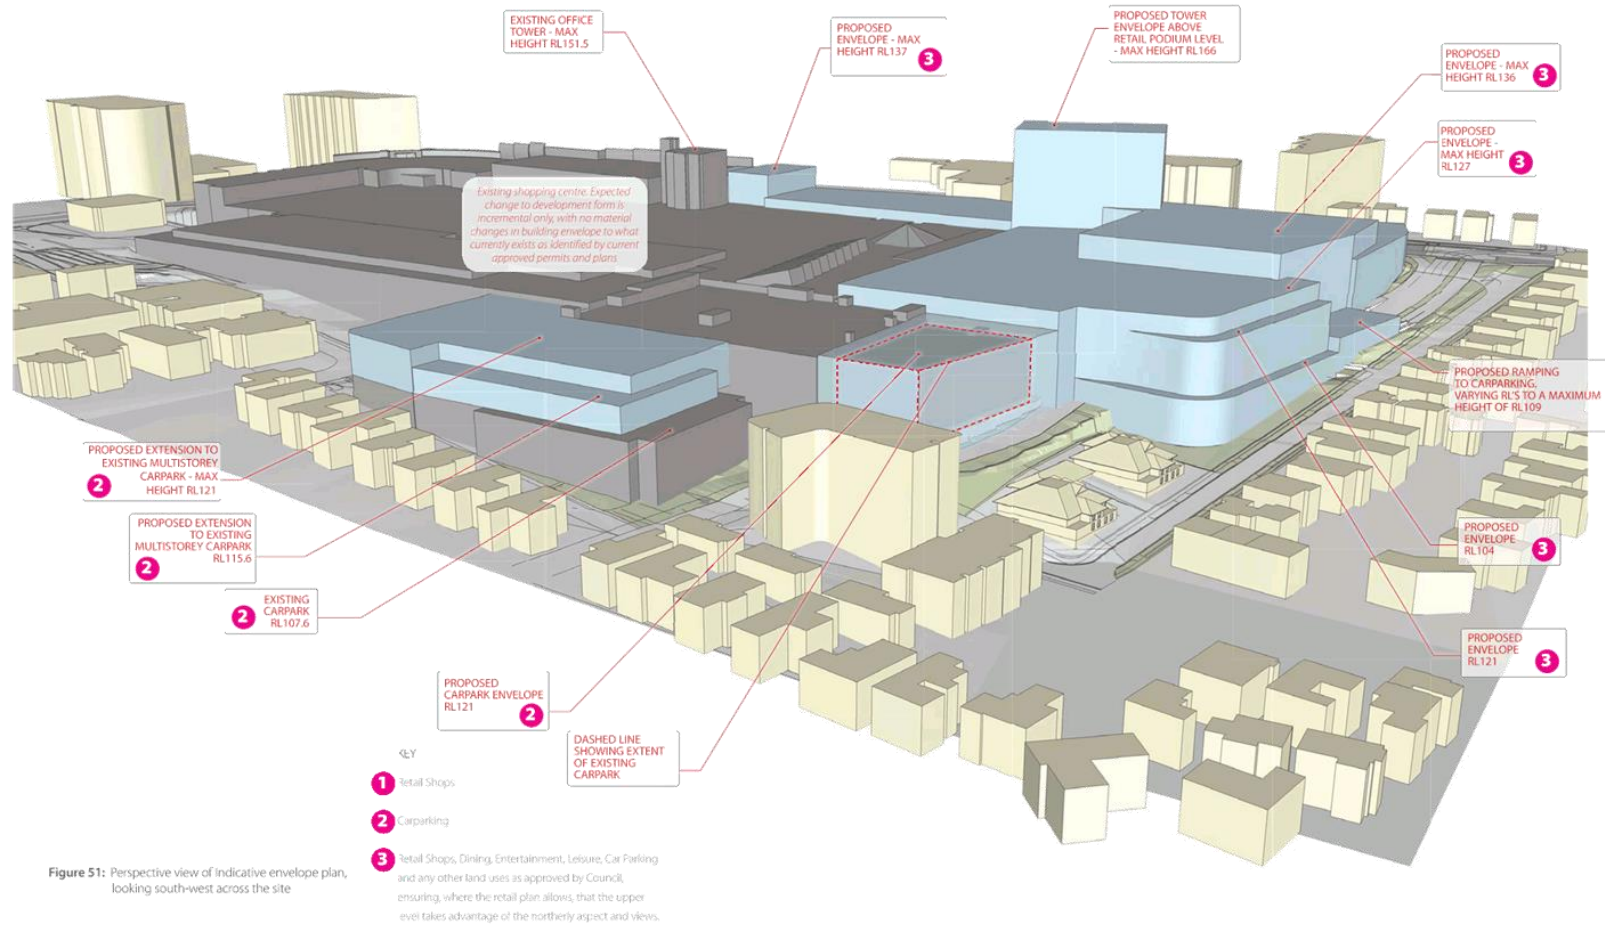 EXISTING OFFICE
TOWER - MAX
HEIGHT RL151.5
PROPOSED
ENVELOPE - MAX
HEIGHT RL137
3
PROPOSED TOWER
ENVELOPE ABOVE
RETAIL PODIUM LEVEL
- MAX HEIGHT RL166
PROPOSED
ENVELOPE - MAX
HEIGHT RL136
3
PROPOSED
ENVELOPE -
MAX HEIGHT
RL127
3
Existing shopping centre. Expected
change to development form is
incremental only, with no material
changes in building envelope to what
currently exists as identified by current
approved permits and plans
PROPOSED RAMPING
TO CARPARKING,
VARYING RL'S TO A MAXIMUM
HEIGHT OF RL109
PROPOSED EXTENSION TO
EXISTING MULTISTOREY
CARPARK - MAX
HEIGHT RL121
2
PROPOSED EXTENSION
TO EXISTING
MULTISTOREY CARPARK
RL115.6
2
EXISTING
CARPARK
RL107.6
2
PROPOSED
ENVELOPE
RL104
3
PROPOSED
ENVELOPE
RL121
3
PROPOSED
CARPARK ENVELOPE
RL121
2
DASHED LINE
SHOWING EXTENT
OF EXISTING
CARPARK
KEY
1 Retail Shops
2 Carparking
3 Retail Shops, Dining, Entertainment, Leisure, Car Parking
and any other land uses as approved by Council,
ensuring, where the retail plan allows, that the upper
level takes advantage of the northerly aspect and views.
Figure 51: Perspective view of Indicative envelope plan,
looking south-west across the site